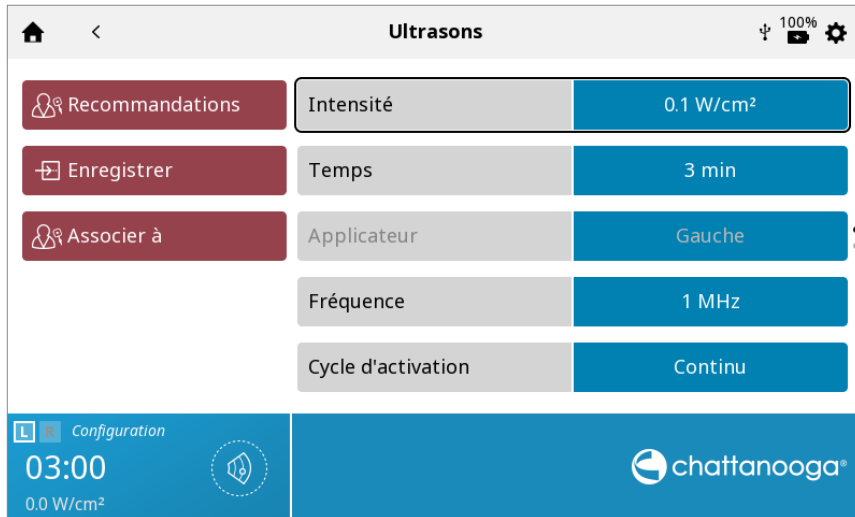 Ultrasons
100%
Recommandations
Intensité 0.1 W/cm²
Enregistrer
Temps 3 min
Associer à
Applicateur Gauche
Fréquence 1 MHz
Cycle d'activation Continu
L R Configuration
03:00
0.0 W/cm²
chattanooga®